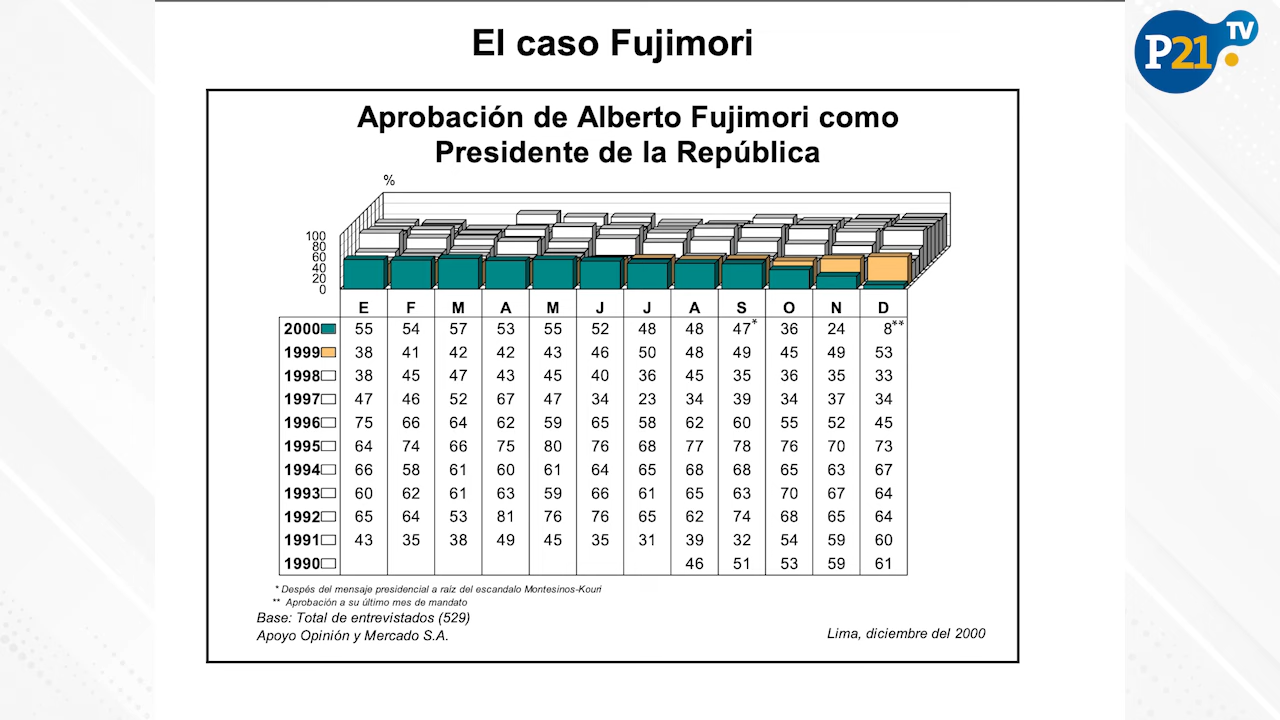 El caso Fujimori
P21 TV
Aprobación de Alberto Fujimori como
Presidente de la República
%
100
80
60
40
20
0
E F M A M J J A S O N D
2000 55 54 57 53 55 52 48 48 47* 36 24 8**
1999 38 41 42 42 43 46 50 48 49 45 49 53
1998 38 45 47 43 45 40 36 45 35 36 35 33
1997 47 46 52 67 47 34 23 34 39 34 37 34
1996 75 66 64 62 59 65 58 62 60 55 52 45
1995 64 74 66 75 80 76 68 77 78 76 70 73
1994 66 58 61 60 61 64 65 68 68 65 63 67
1993 60 62 61 63 59 66 61 65 63 70 67 64
1992 65 64 53 81 76 76 65 62 74 68 65 64
1991 43 35 38 49 45 35 31 39 32 54 59 60
1990 46 51 53 59 61
* Despés del mensaje presidencial a raíz del escandalo Montesinos-Kouri
** Aprobación a su último mes de mandato
Base: Total de entrevistados (529)
Apoyo Opinión y Mercado S.A.
Lima, diciembre del 2000